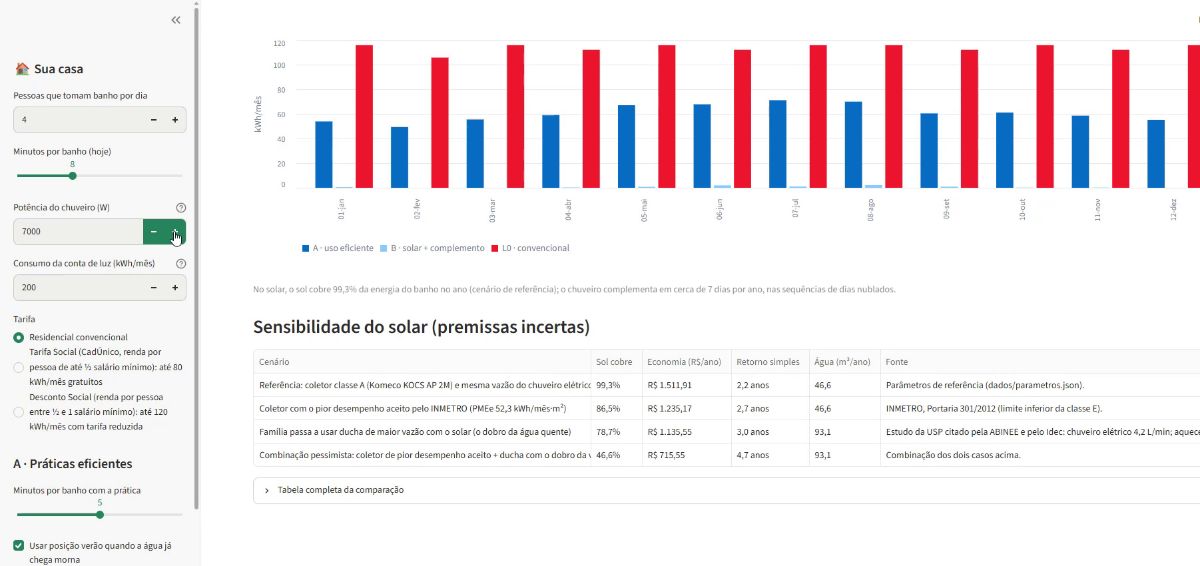 Sua casa
Pessoas que tomam banho por dia
4
Minutos por banho (hoje)
8
Potência do chuveiro (W)
7000
Consumo da conta de luz (kWh/mês)
200
Tarifa
Residencial convencional
Tarifa Social (CadÚnico, renda por
pessoa de até ½ salário mínimo): até 80
kWh/mês gratuitos
Desconto Social (renda por pessoa
entre ½ e 1 salário mínimo): até 120
kWh/mês com tarifa reduzida
A · Práticas eficientes
Minutos por banho com a prática
5
Usar posição verão quando a água já
chega morna
kWh/mês
120
100
80
60
40
20
0
01-jan
02-fev
03-mar
04-abr
05-mai
06-jun
07-jul
08-ago
09-set
10-out
11-nov
12-dez
A · uso eficiente
B · solar + complemento
L0 · convencional
No solar, o sol cobre 99,3% da energia do banho no ano (cenário de referência); o chuveiro complementa em cerca de 7 dias por ano, nas sequências de dias nublados.
Sensibilidade do solar (premissas incertas)
Cenário Sol cobre Economia (R$/ano) Retorno simples Água (m³/ano) Fonte
Referência: coletor classe A (Komeco KOCS AP 2M) e mesma vazão do chuveiro elétrico 99,3% R$ 1.511,91 2,2 anos 46,6 Parâmetros de referência (dados/parametros.json).
Coletor com o pior desempenho aceito pelo INMETRO (PMEe 52,3 kWh/mês·m²) 86,5% R$ 1.235,17 2,7 anos 46,6 INMETRO, Portaria 301/2012 (limite inferior da classe E).
Família passa a usar ducha de maior vazão com o solar (o dobro da água quente) 78,7% R$ 1.135,55 3,0 anos 93,1 Estudo da USP citado pela ABINEE e pelo Idec: chuveiro elétrico 4,2 L/min; aquece
Combinação pessimista: coletor de pior desempenho aceito + ducha com o dobro da v 46,6% R$ 715,55 4,7 anos 93,1 Combinação dos dois casos acima.
Tabela completa da comparação